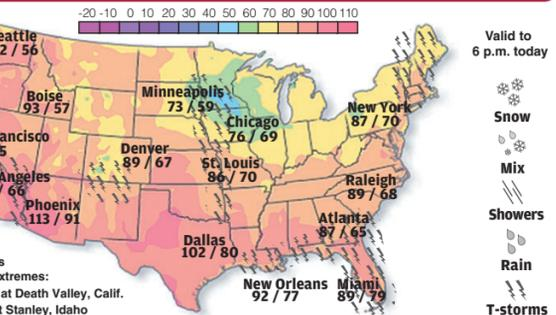 -20 -10 0 10 20 30 40 50 60 70 80 90 100 110
eattle
2 / 56
Valid to
6 p.m. today
Boise
93 / 57
Minneapolis
73 / 59
Snow
New York
87 / 70
Chicago
76 / 69
ancisco
5
Denver
89 / 67
St. Louis
86 / 70
Mix
Angeles
/ 66
Raleigh
89 / 68
Phoenix
113 / 91
Showers
Atlanta
87 / 65
Dallas
102 / 80
Rain
s
xtremes:
at Death Valley, Calif.
t Stanley, Idaho
New Orleans
92 / 77
Miami
89 / 79
T-storms